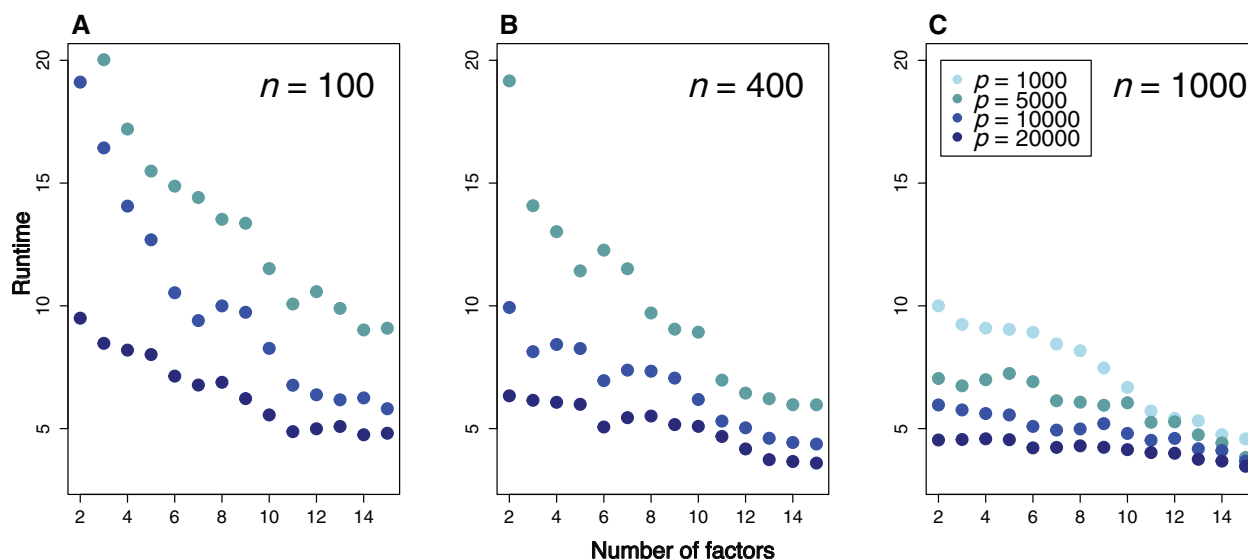 A
B
C
n = 100
n = 400
n = 1000
p = 1000
p = 5000
p = 10000
p = 20000
Runtime
20
15
10
5
20
15
10
5
20
15
10
5
2 4 6 8 10 12 14
2 4 6 8 10 12 14
2 4 6 8 10 12 14
Number of factors